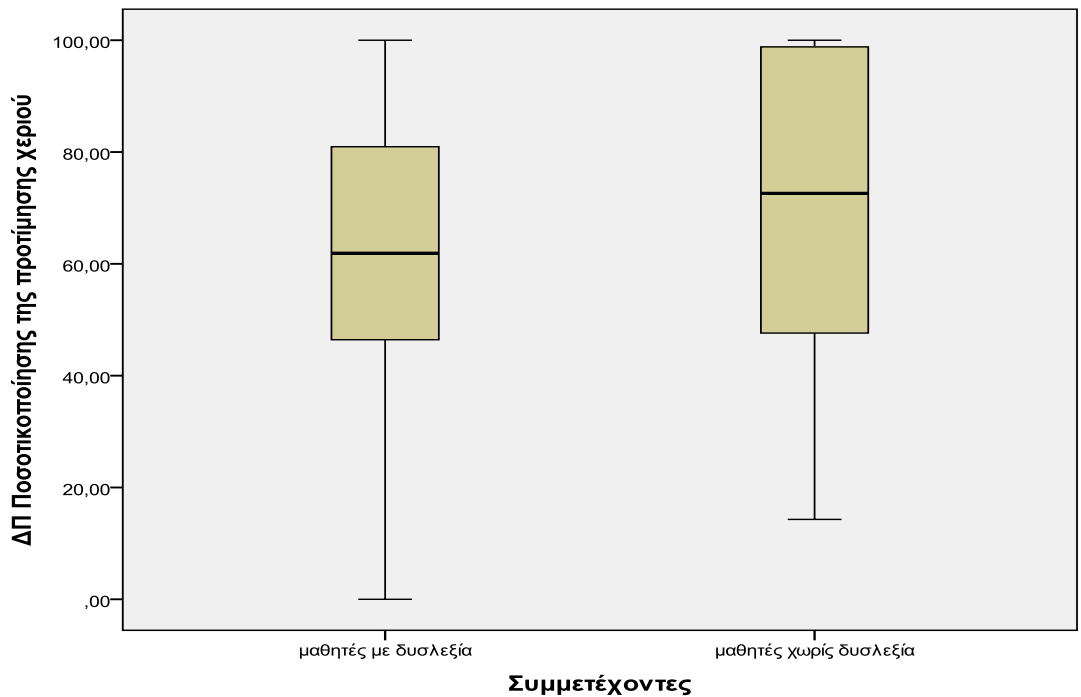 ΔΠ Ποσοτικοποίησης της προτίμησης χεριού
100,00
80,00
60,00
40,00
20,00
,00
μαθητές με δυσλεξία
μαθητές χωρίς δυσλεξία
Συμμετέχοντες